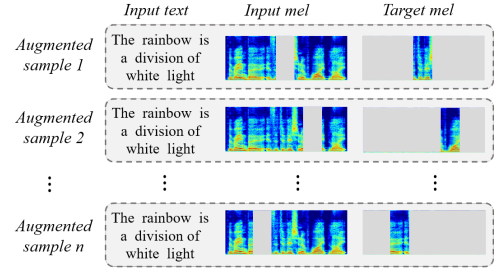 Input text Input mel Target mel
Augmented
sample 1
The rainbow is
a division of
white light
Augmented
sample 2
The rainbow is
a division of
white light
Augmented
sample n
The rainbow is
a division of
white light